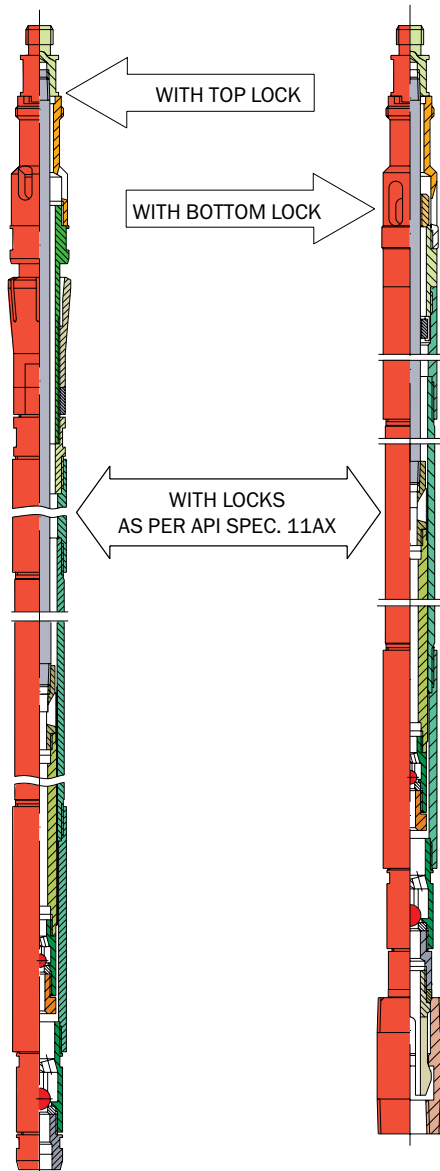 WITH TOP LOCK
WITH BOTTOM LOCK
WITH LOCKS
AS PER API SPEC. 11AX